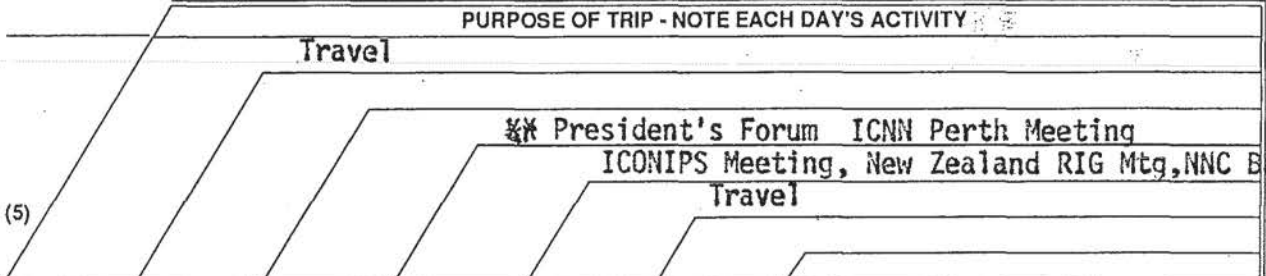 PURPOSE OF TRIP - NOTE EACH DAY'S ACTIVITY
Travel
President's Forum ICNN Perth Meeting
ICONIPS Meeting, New Zealand RIG Mtg,NNC B
Travel
(5)